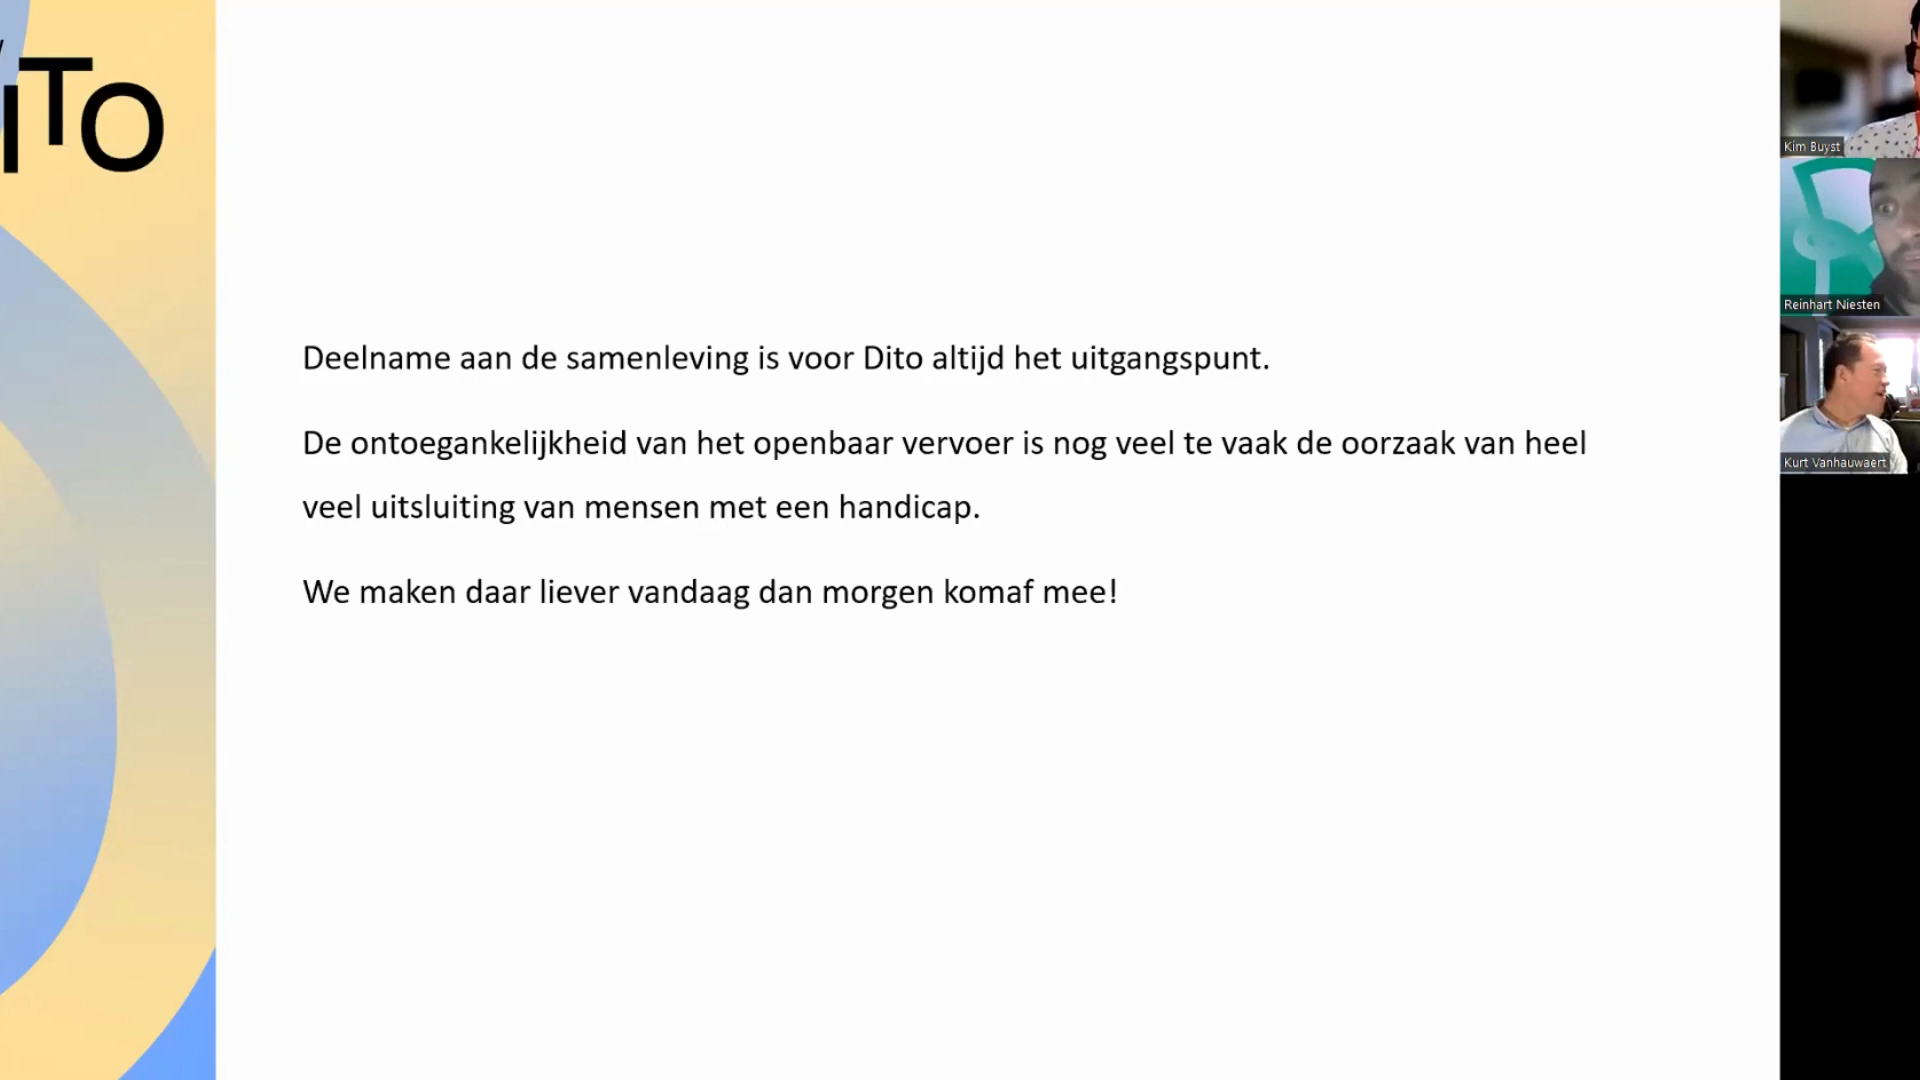 ITO
Deelname aan de samenleving is voor Dito altijd het uitgangspunt.
De ontoegankelijkheid van het openbaar vervoer is nog veel te vaak de oorzaak van heel
veel uitsluiting van mensen met een handicap.
We maken daar liever vandaag dan morgen komaf mee!
Kim Buyst
Reinhart Niesten
Kurt Vanhauwaert